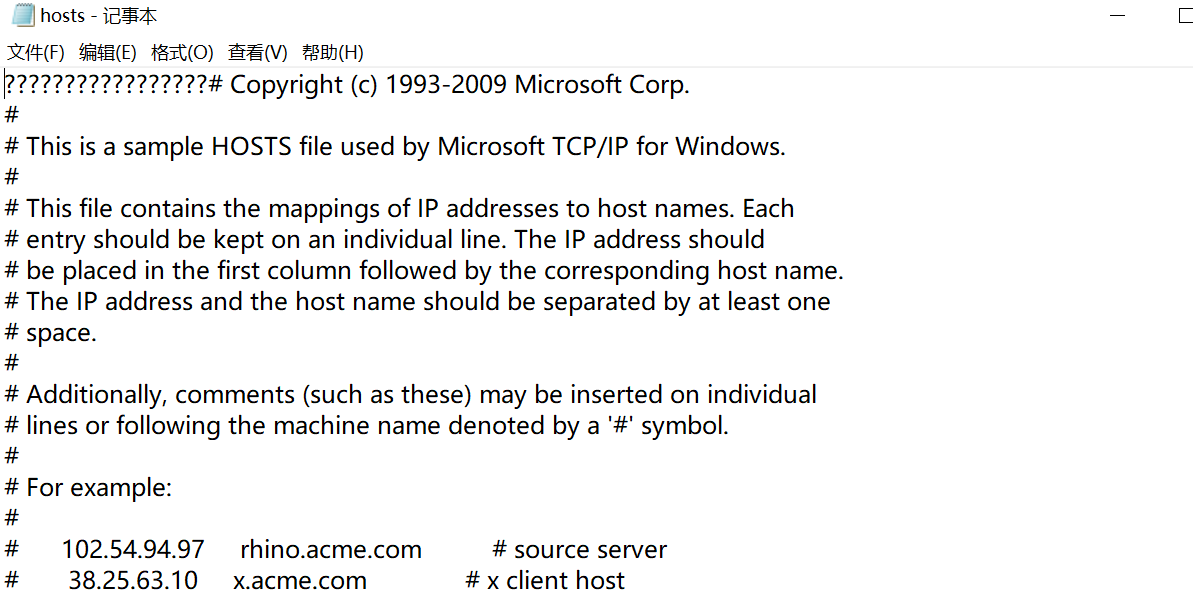 hosts - 记事本
文件(F) 编辑(E) 格式(O) 查看(V) 帮助(H)
?????????????????# Copyright (c) 1993-2009 Microsoft Corp.
#
# This is a sample HOSTS file used by Microsoft TCP/IP for Windows.
#
# This file contains the mappings of IP addresses to host names. Each
# entry should be kept on an individual line. The IP address should
# be placed in the first column followed by the corresponding host name.
# The IP address and the host name should be separated by at least one
# space.
#
# Additionally, comments (such as these) may be inserted on individual
# lines or following the machine name denoted by a '#' symbol.
#
# For example:
#
#      102.54.94.97     rhino.acme.com          # source server
#       38.25.63.10     x.acme.com              # x client host